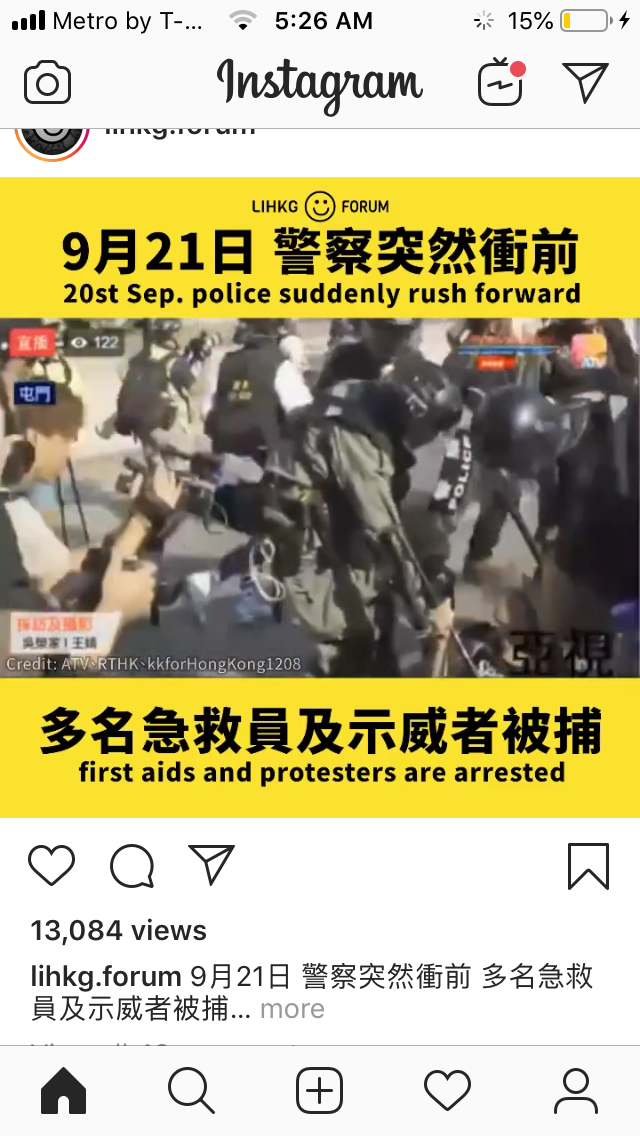 Metro by T-... 5:26 AM 15%
Instagram
lihkg.forum
LIHKG FORUM
9月21日 警察突然衝前
20st Sep. police suddenly rush forward
直播 122
ATV
屯門
POLICE
採訪及攝影
Credit: ATV、RTHK、kkforHongKong1208
亞視
多名急救員及示威者被捕
first aids and protesters are arrested
13,084 views
lihkg.forum 9月21日 警察突然衝前 多名急救
員及示威者被捕... more